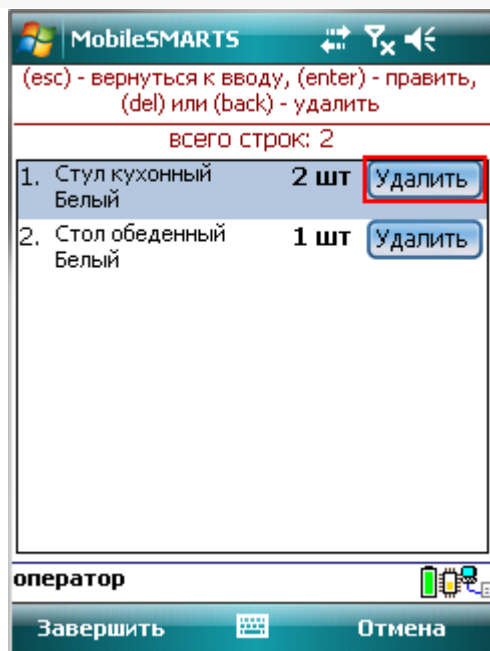 MobileSMARTS
(esc) - вернуться к вводу, (enter) - править,
(del) или (back) - удалить
всего строк: 2
1. Стул кухонный 2 шт Удалить
Белый
2. Стол обеденный 1 шт Удалить
Белый
оператор
Завершить Отмена